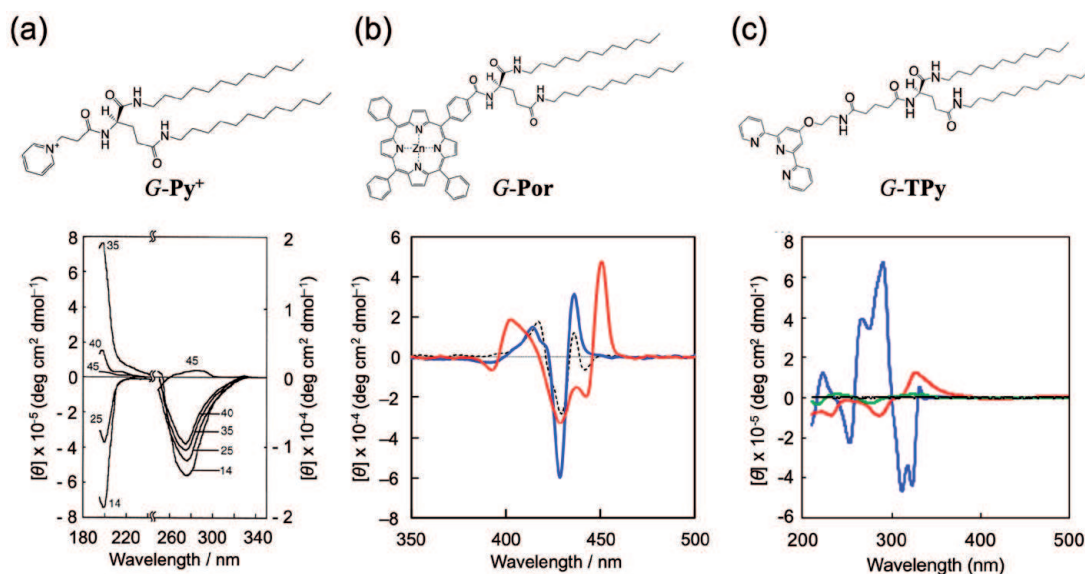 (a)
(b)
(c)
G-Py⁺
G-Por
G-TPy
H
N
O
H
O
N
H
N
H
O
N⁺
O
H
N
H
O
N
H
N
H
O
N
N
Zn
N
N
O
H
N
H
O
N
H
N
H
O
O
N
H
O
N
N
N
[θ] x 10⁻⁵ (deg cm² dmol⁻¹)
8
6
4
2
0
-2
-4
-6
-8
35
40
45
25
14
45
40
35
25
14
2
1
0
-1
-2
[θ] x 10⁻⁴ (deg cm² dmol⁻¹)
180 220 260 300 340
Wavelength / nm
[θ] x 10⁻⁴ (deg cm² dmol⁻¹)
6
4
2
0
−2
−4
−6
−8
350 400 450 500
Wavelength / nm
[θ] x 10⁻⁵ (deg cm² dmol⁻¹)
8
6
4
2
0
-2
-4
-6
200 300 400 500
Wavelength (nm)